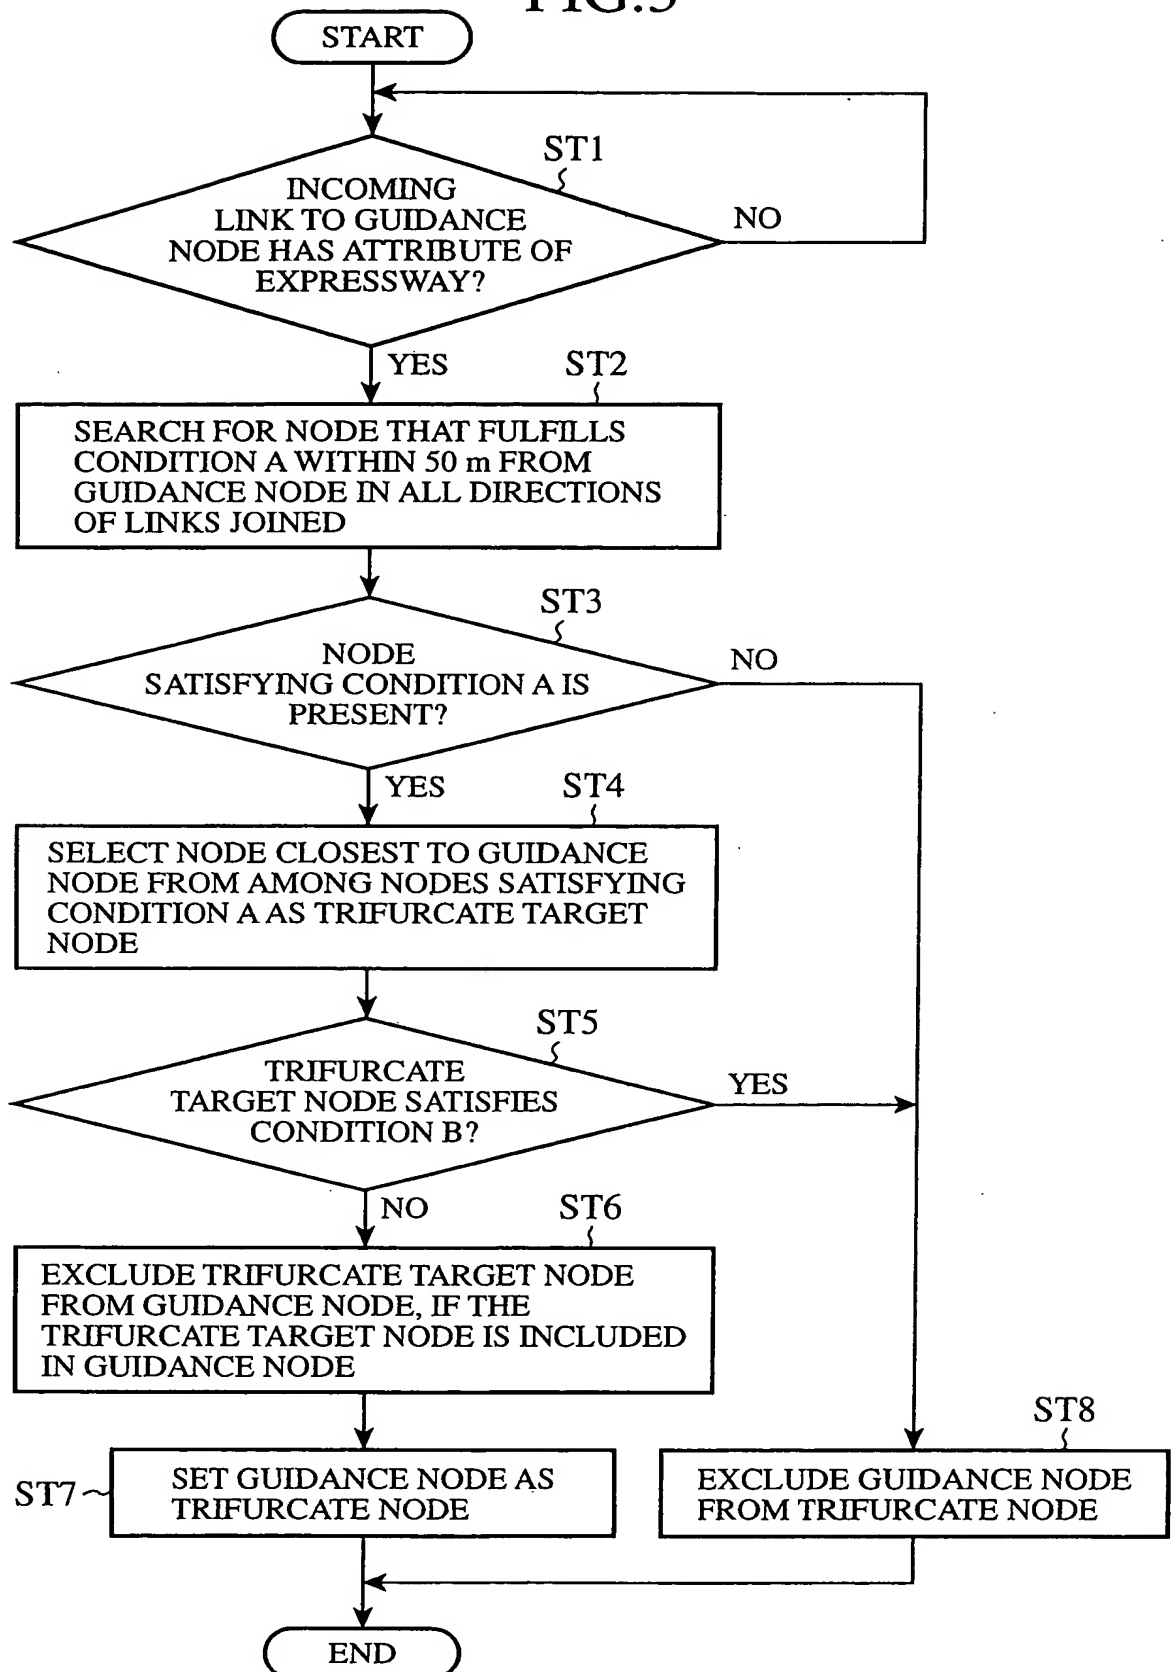 FIG.5
START
ST1
INCOMING
LINK TO GUIDANCE
NODE HAS ATTRIBUTE OF
EXPRESSWAY?
NO
YES
ST2
SEARCH FOR NODE THAT FULFILLS
CONDITION A WITHIN 50 m FROM
GUIDANCE NODE IN ALL DIRECTIONS
OF LINKS JOINED
ST3
NODE
SATISFYING CONDITION A IS
PRESENT?
NO
YES
ST4
SELECT NODE CLOSEST TO GUIDANCE
NODE FROM AMONG NODES SATISFYING
CONDITION A AS TRIFURCATE TARGET
NODE
ST5
TRIFURCATE
TARGET NODE SATISFIES
CONDITION B?
YES
NO
ST6
EXCLUDE TRIFURCATE TARGET NODE
FROM GUIDANCE NODE, IF THE
TRIFURCATE TARGET NODE IS INCLUDED
IN GUIDANCE NODE
ST7
SET GUIDANCE NODE AS
TRIFURCATE NODE
ST8
EXCLUDE GUIDANCE NODE
FROM TRIFURCATE NODE
END